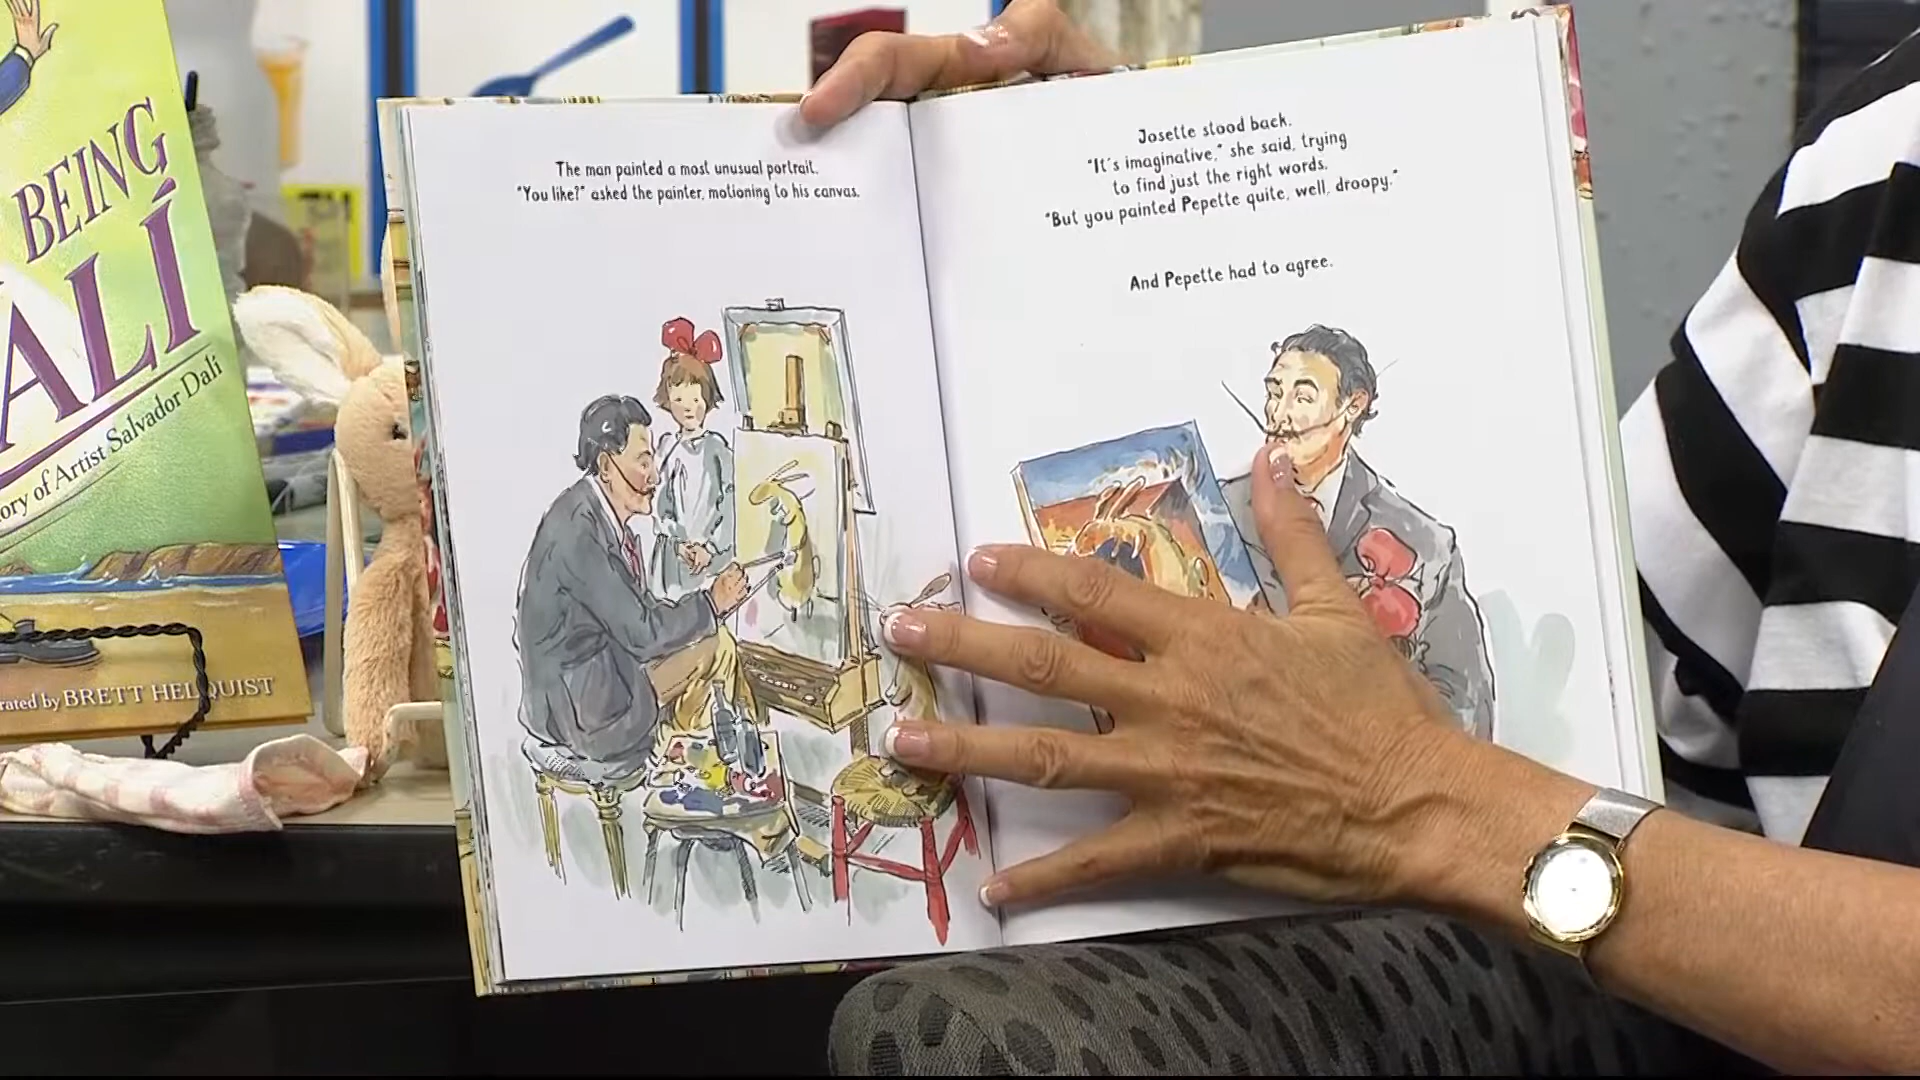 BEING
ALÍ
ory of Artist Salvador Dalí
rated by BRETT HELQUIST
The man painted a most unusual portrait.
"You like?" asked the painter, motioning to his canvas.
Josette stood back.
"It's imaginative," she said, trying
to find just the right words.
"But you painted Pepette quite, well, droopy."
And Pepette had to agree.